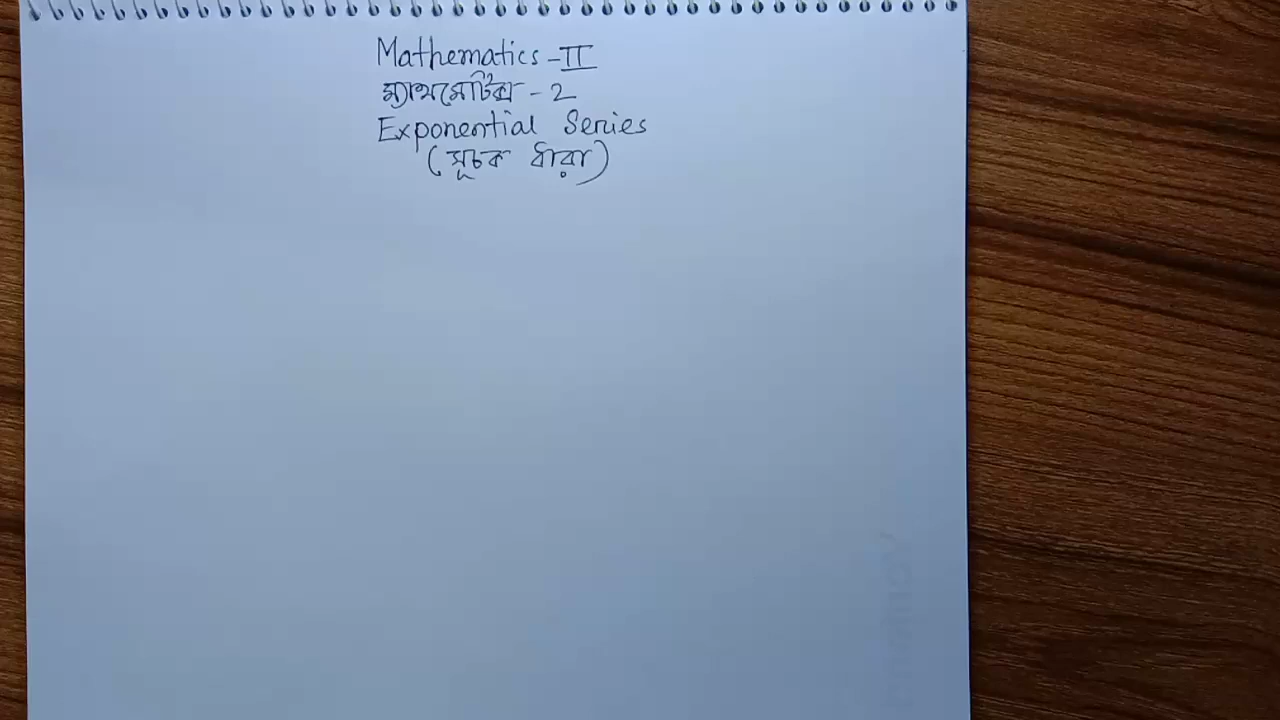 Mathematics - II
ম্যাথমেটিক্স - 2
Exponential Series
(সূচক ধারা)